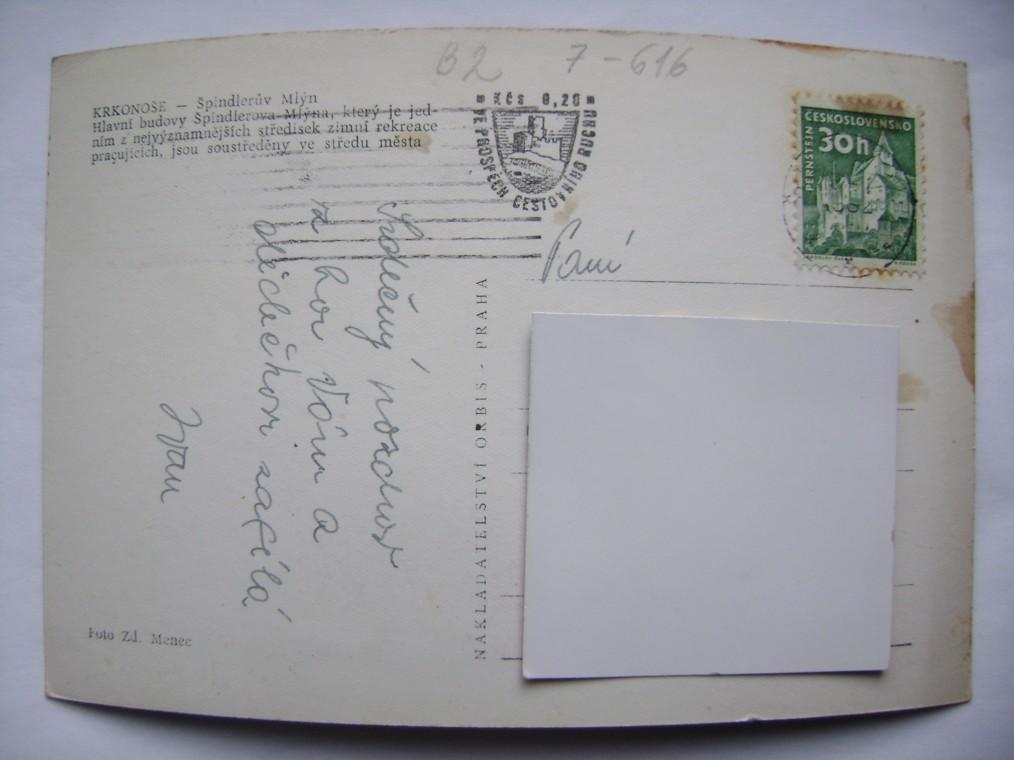 B2 7-616
KRKONOŠE — Špindlerův Mlýn
Hlavní budovy Špindlerova Mlýna, který je jed-
ním z nejvýznamnějších středisek zimní rekreace
pracujících, jsou soustředěny ve středu města
Kčs 0,20
VE PROSPĚCH CESTOVNÍHO RUCHU
ČESKOSLOVENSKO
30h
PERNŠTEJN
Paní
Srdečný pozdrav
z hor Vám a
dědečkovi zasílá
Ivan
NAKLADATELSTVÍ ORBIS - PRAHA
Foto Zd. Menec